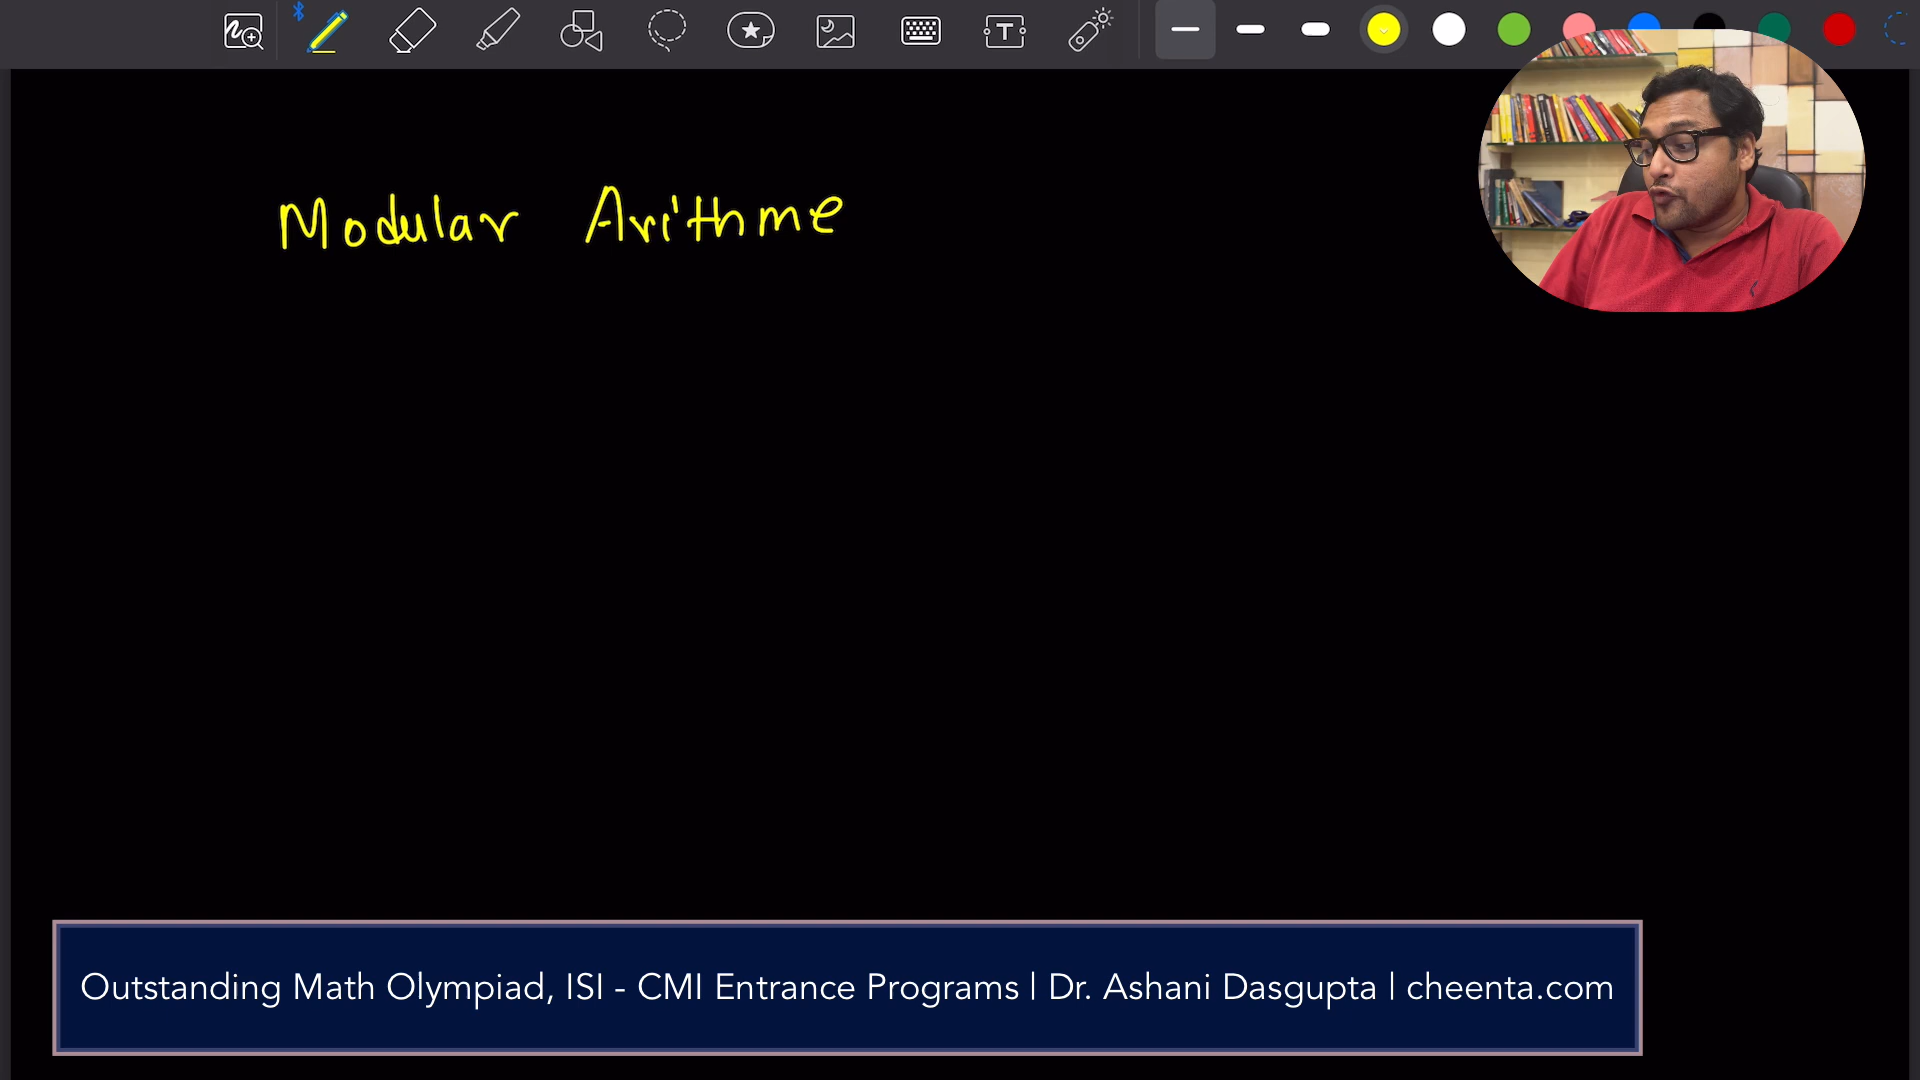 Modular Arithme
Outstanding Math Olympiad, ISI - CMI Entrance Programs | Dr. Ashani Dasgupta | cheenta.com